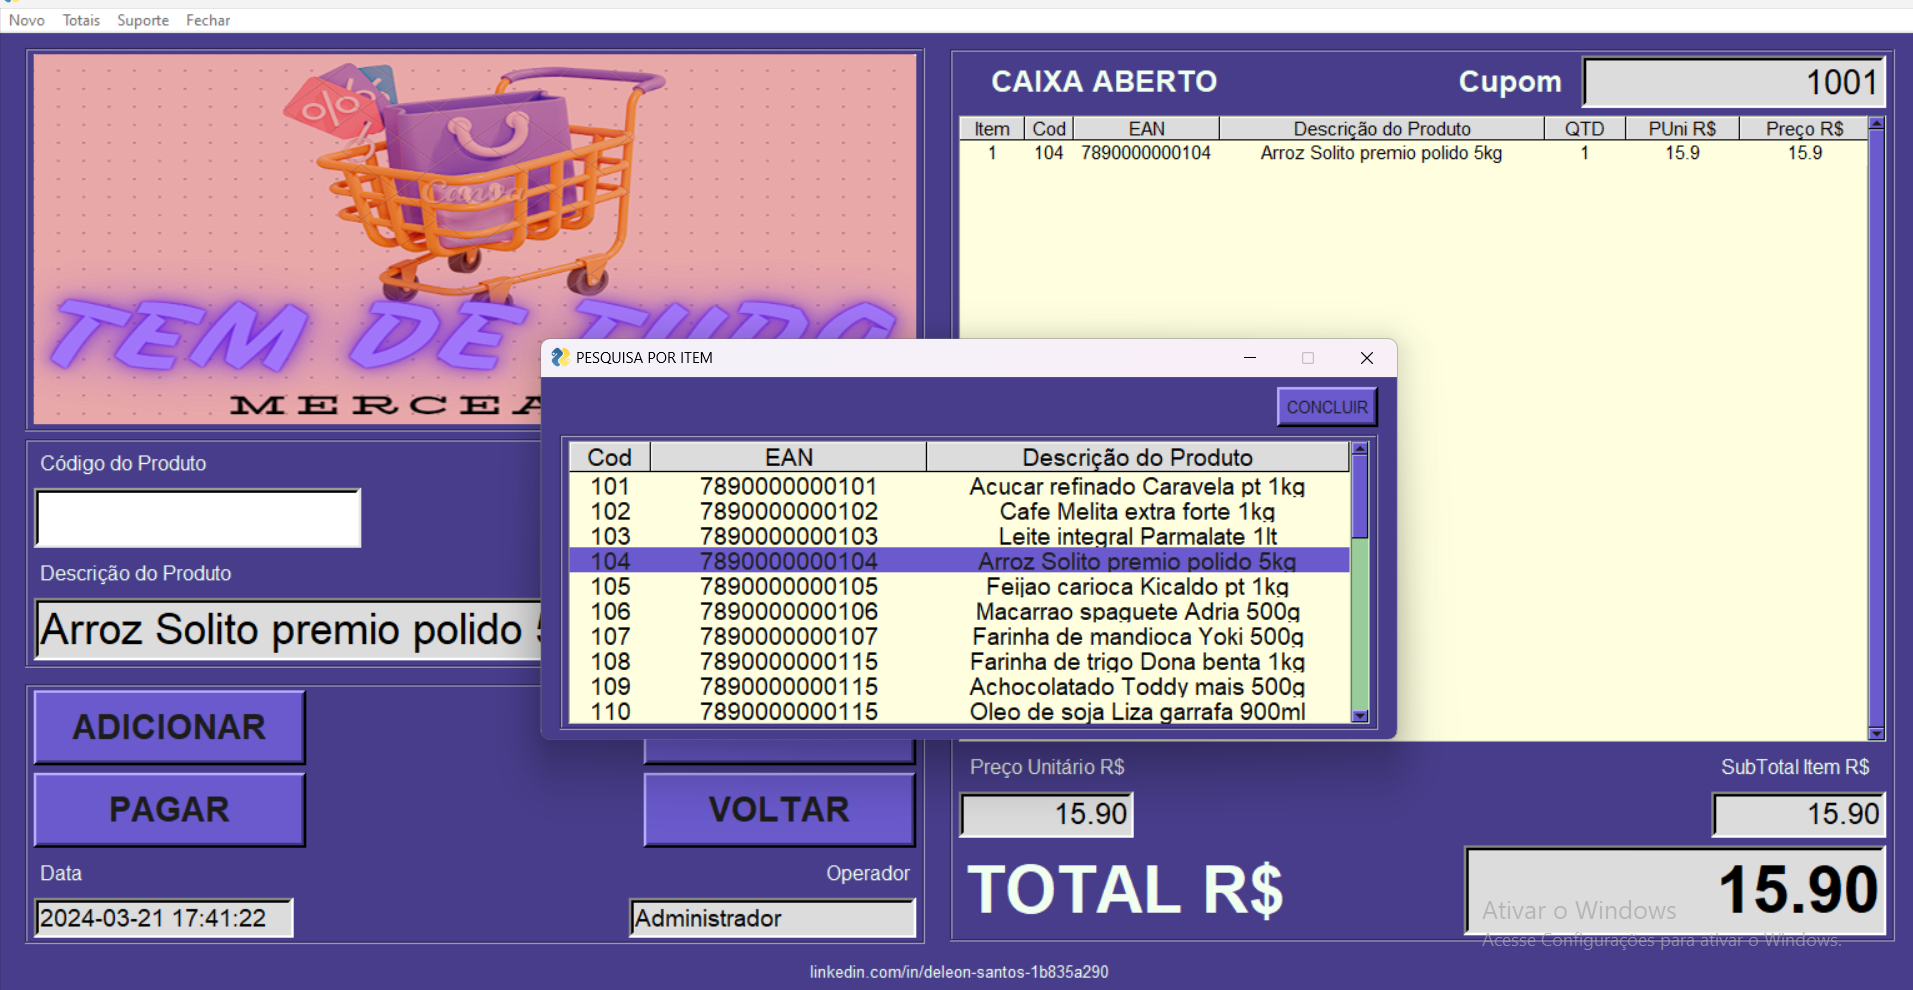 Novo Totais Suporte Fechar
Canva
TEM DE TUDO
MERCEA
Código do Produto
Descrição do Produto
Arroz Solito premio polido
ADICIONAR
PAGAR
VOLTAR
Data
Operador
2024-03-21 17:41:22
Administrador
CAIXA ABERTO
Cupom
1001
Item Cod EAN Descrição do Produto QTD PUni R$ Preço R$
1 104 7890000000104 Arroz Solito premio polido 5kg 1 15.9 15.9
PESQUISA POR ITEM
CONCLUIR
Cod EAN Descrição do Produto
101 7890000000101 Acucar refinado Caravela pt 1kg
102 7890000000102 Cafe Melita extra forte 1kg
103 7890000000103 Leite integral Parmalate 1lt
104 7890000000104 Arroz Solito premio polido 5kg
105 7890000000105 Feijao carioca Kicaldo pt 1kg
106 7890000000106 Macarrao spaguete Adria 500g
107 7890000000107 Farinha de mandioca Yoki 500g
108 7890000000115 Farinha de trigo Dona benta 1kg
109 7890000000115 Achocolatado Toddy mais 500g
110 7890000000115 Oleo de soja Liza garrafa 900ml
Preço Unitário R$
SubTotal Item R$
15.90
15.90
TOTAL R$
15.90
Ativar o Windows
Acesse Configurações para ativar o Windows.
linkedin.com/in/deleon-santos-1b835a290